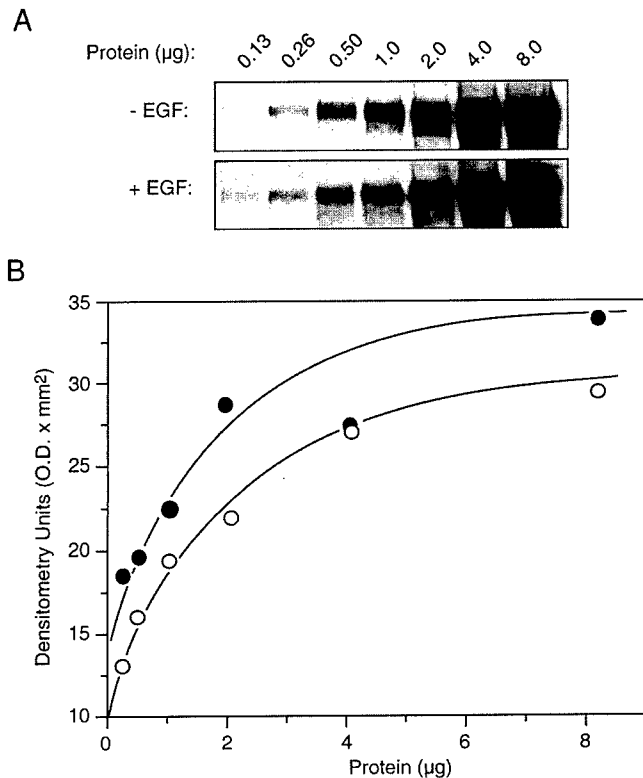 A
Protein (µg): 0.13 0.26 0.50 1.0 2.0 4.0 8.0
- EGF:
+ EGF:
B
Densitometry Units (O.D. x mm2)
35
30
25
20
15
10
0 2 4 6 8
Protein (µg)